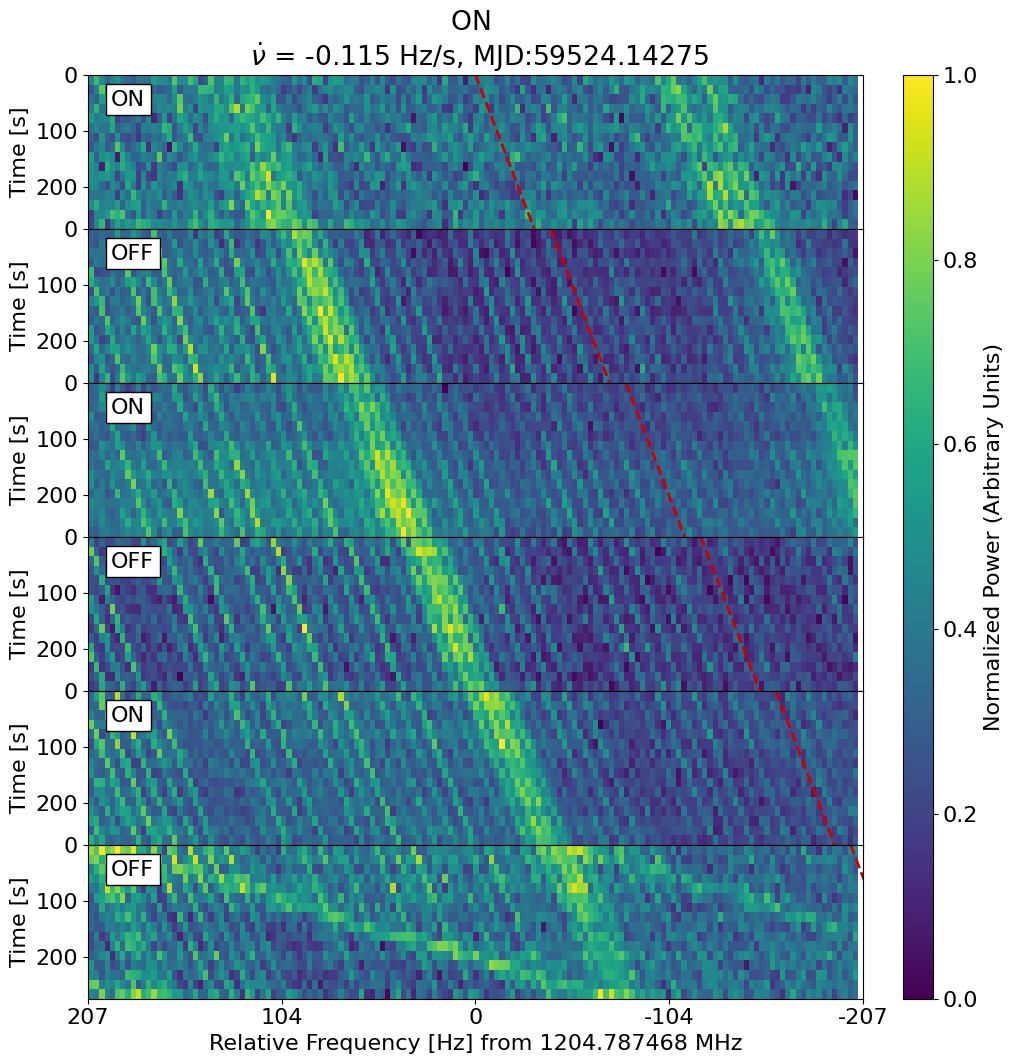 ON
ν̇ = -0.115 Hz/s, MJD:59524.14275
0
100
200
Time [s]
ON
0
100
200
Time [s]
OFF
0
100
200
Time [s]
ON
0
100
200
Time [s]
OFF
0
100
200
Time [s]
ON
0
100
200
Time [s]
OFF
207 104 0 -104 -207
Relative Frequency [Hz] from 1204.787468 MHz
1.0
0.8
0.6
0.4
0.2
0.0
Normalized Power (Arbitrary Units)